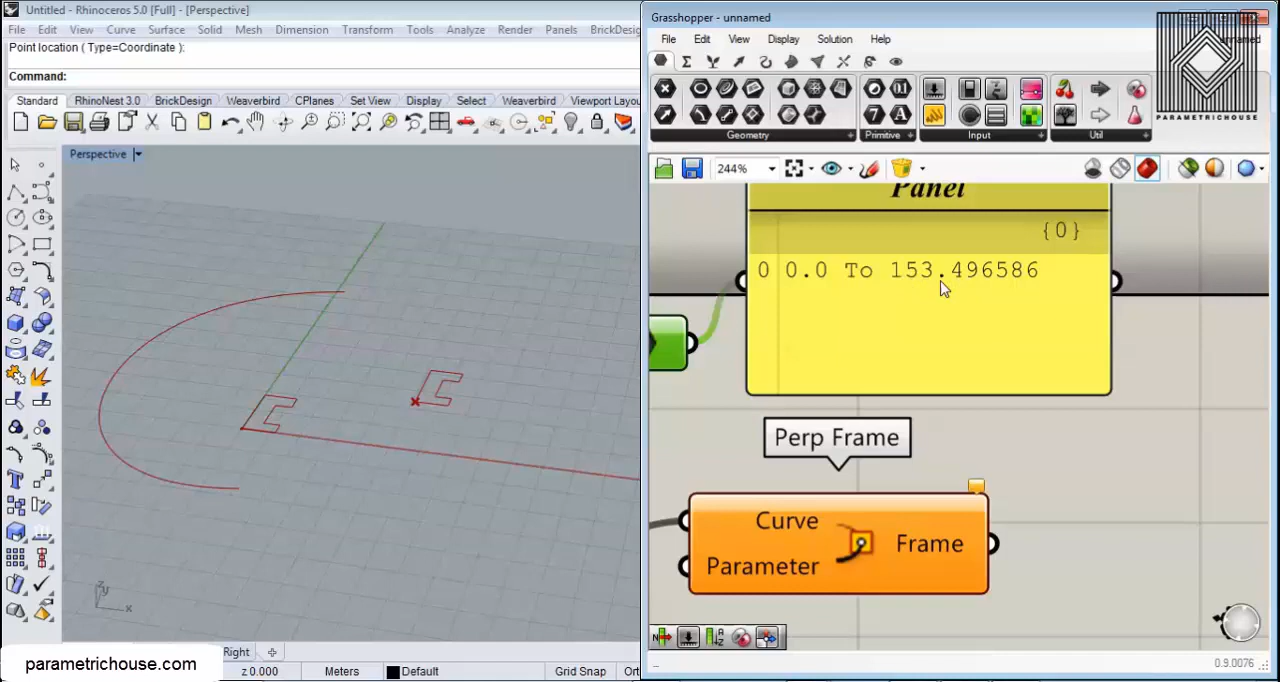 Untitled - Rhinoceros 5.0 [Full] - [Perspective]
File Edit View Curve Surface Solid Mesh Dimension Transform Tools Analyze Render Panels BrickDesign
Point location ( Type=Coordinate ):
Command:
Standard RhinoNest 3.0 BrickDesign Weaverbird CPlanes Set View Display Select Weaverbird Viewport Layou
Perspective
z
y
x
Right
parametrichouse.com
z 0.000 Meters Default Grid Snap Ort
Grasshopper - unnamed
File Edit View Display Solution Help
unnamed
PARAMETRICHOUSE
Geometry Primitive Input Util
244%
Panel
{0}
0 0.0 To 153.496586
Perp Frame
Curve
Parameter
Frame
0.9.0076